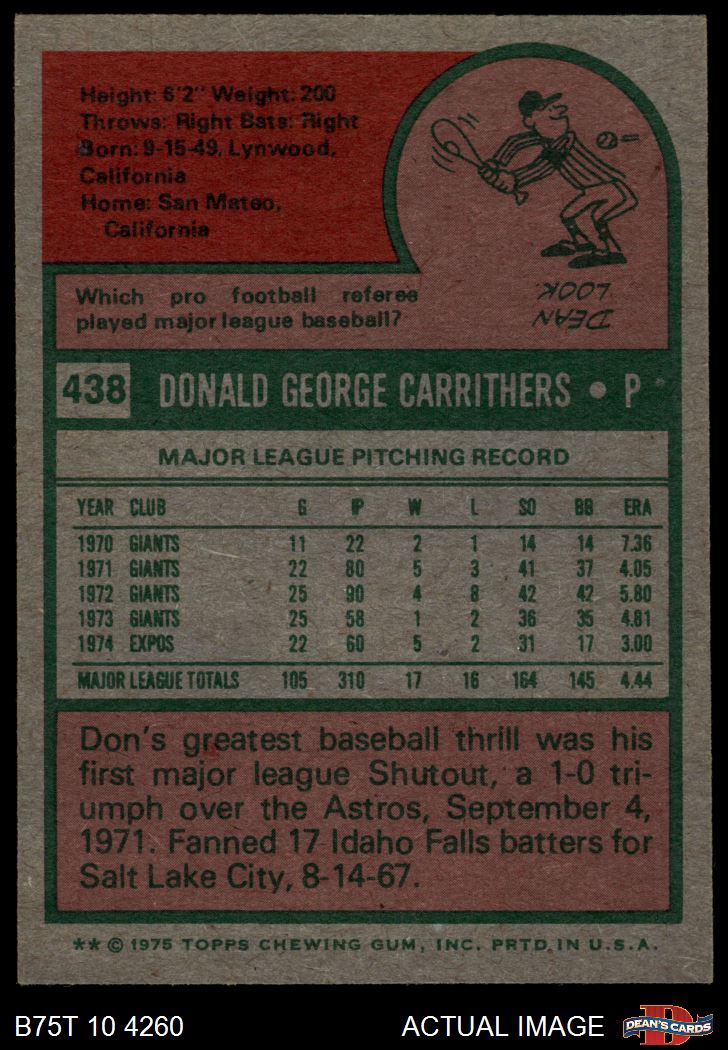 Height: 6'2" Weight: 200
Throws: Right Bats: Right
Born: 9-15-49, Lynwood,
California
Home: San Mateo,
California
Which pro football referee
played major league baseball?
DEAN
LOOK.
438 DONALD GEORGE CARRITHERS • P
MAJOR LEAGUE PITCHING RECORD
YEAR CLUB G IP W L SO BB ERA
1970 GIANTS 11 22 2 1 14 14 7.36
1971 GIANTS 22 80 5 3 41 37 4.05
1972 GIANTS 25 90 4 8 42 42 5.80
1973 GIANTS 25 58 1 2 36 35 4.81
1974 EXPOS 22 60 5 2 31 17 3.00
MAJOR LEAGUE TOTALS 105 310 17 16 164 145 4.44
Don's greatest baseball thrill was his
first major league Shutout, a 1-0 tri-
umph over the Astros, September 4,
1971. Fanned 17 Idaho Falls batters for
Salt Lake City, 8-14-67.
** © 1975 TOPPS CHEWING GUM, INC. PRTD. IN U.S.A.
B75T 10 4260 ACTUAL IMAGE D DEAN'S CARDS